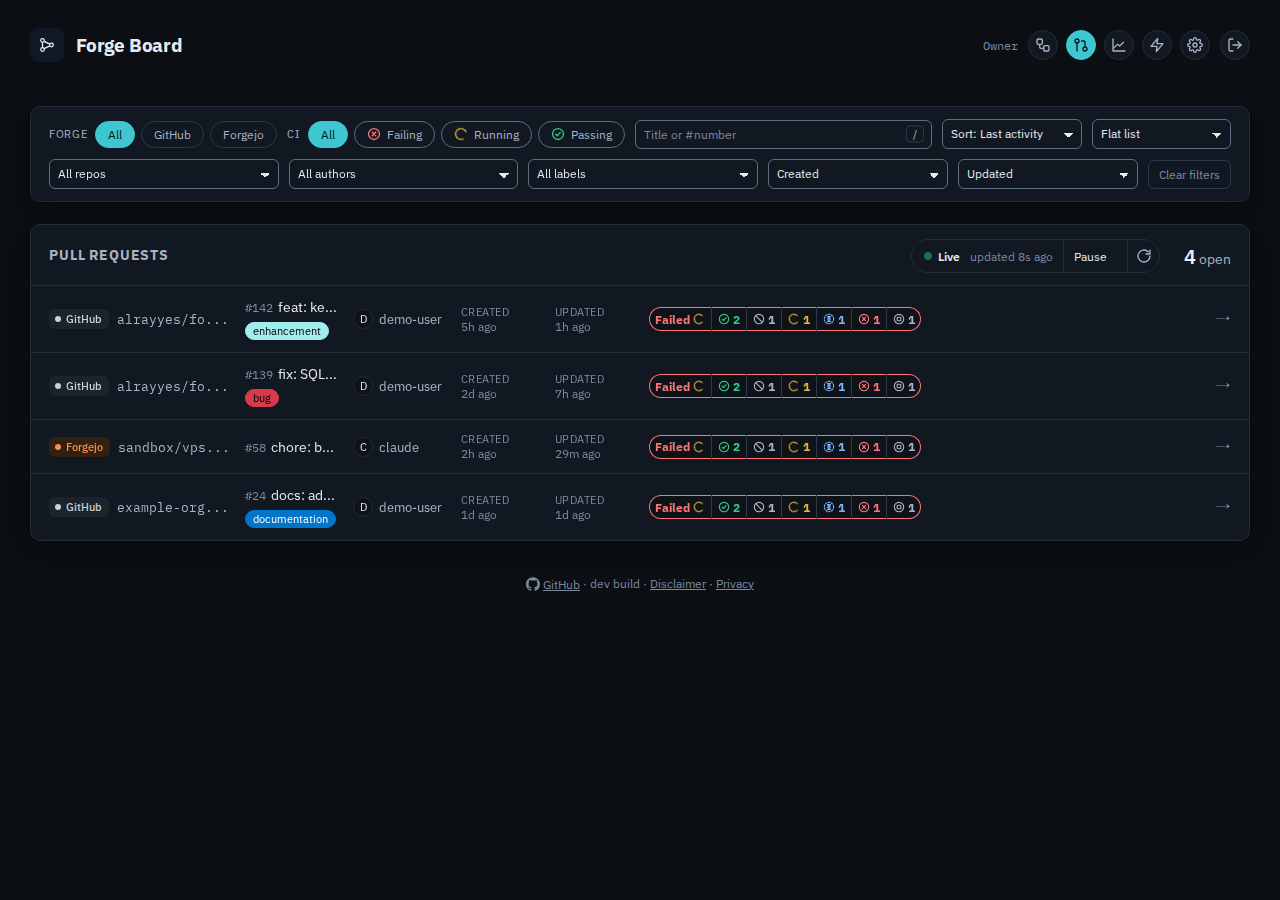 Forge Board
Owner
FORGE All GitHub Forgejo CI All Failing Running Passing Title or #number / Sort: Last activity Flat list
All repos All authors All labels Created Updated Clear filters
PULL REQUESTS Live updated 8s ago Pause 4 open
GitHub alrayyes/fo... #142 feat: ke... enhancement D demo-user CREATED 5h ago UPDATED 1h ago Failed 2 1 1 1 1 1 →
GitHub alrayyes/fo... #139 fix: SQL... bug D demo-user CREATED 2d ago UPDATED 7h ago Failed 2 1 1 1 1 1 →
Forgejo sandbox/vps... #58 chore: b... C claude CREATED 2h ago UPDATED 29m ago Failed 2 1 1 1 1 1 →
GitHub example-org... #24 docs: ad... documentation D demo-user CREATED 1d ago UPDATED 1d ago Failed 2 1 1 1 1 1 →
GitHub · dev build · Disclaimer · Privacy